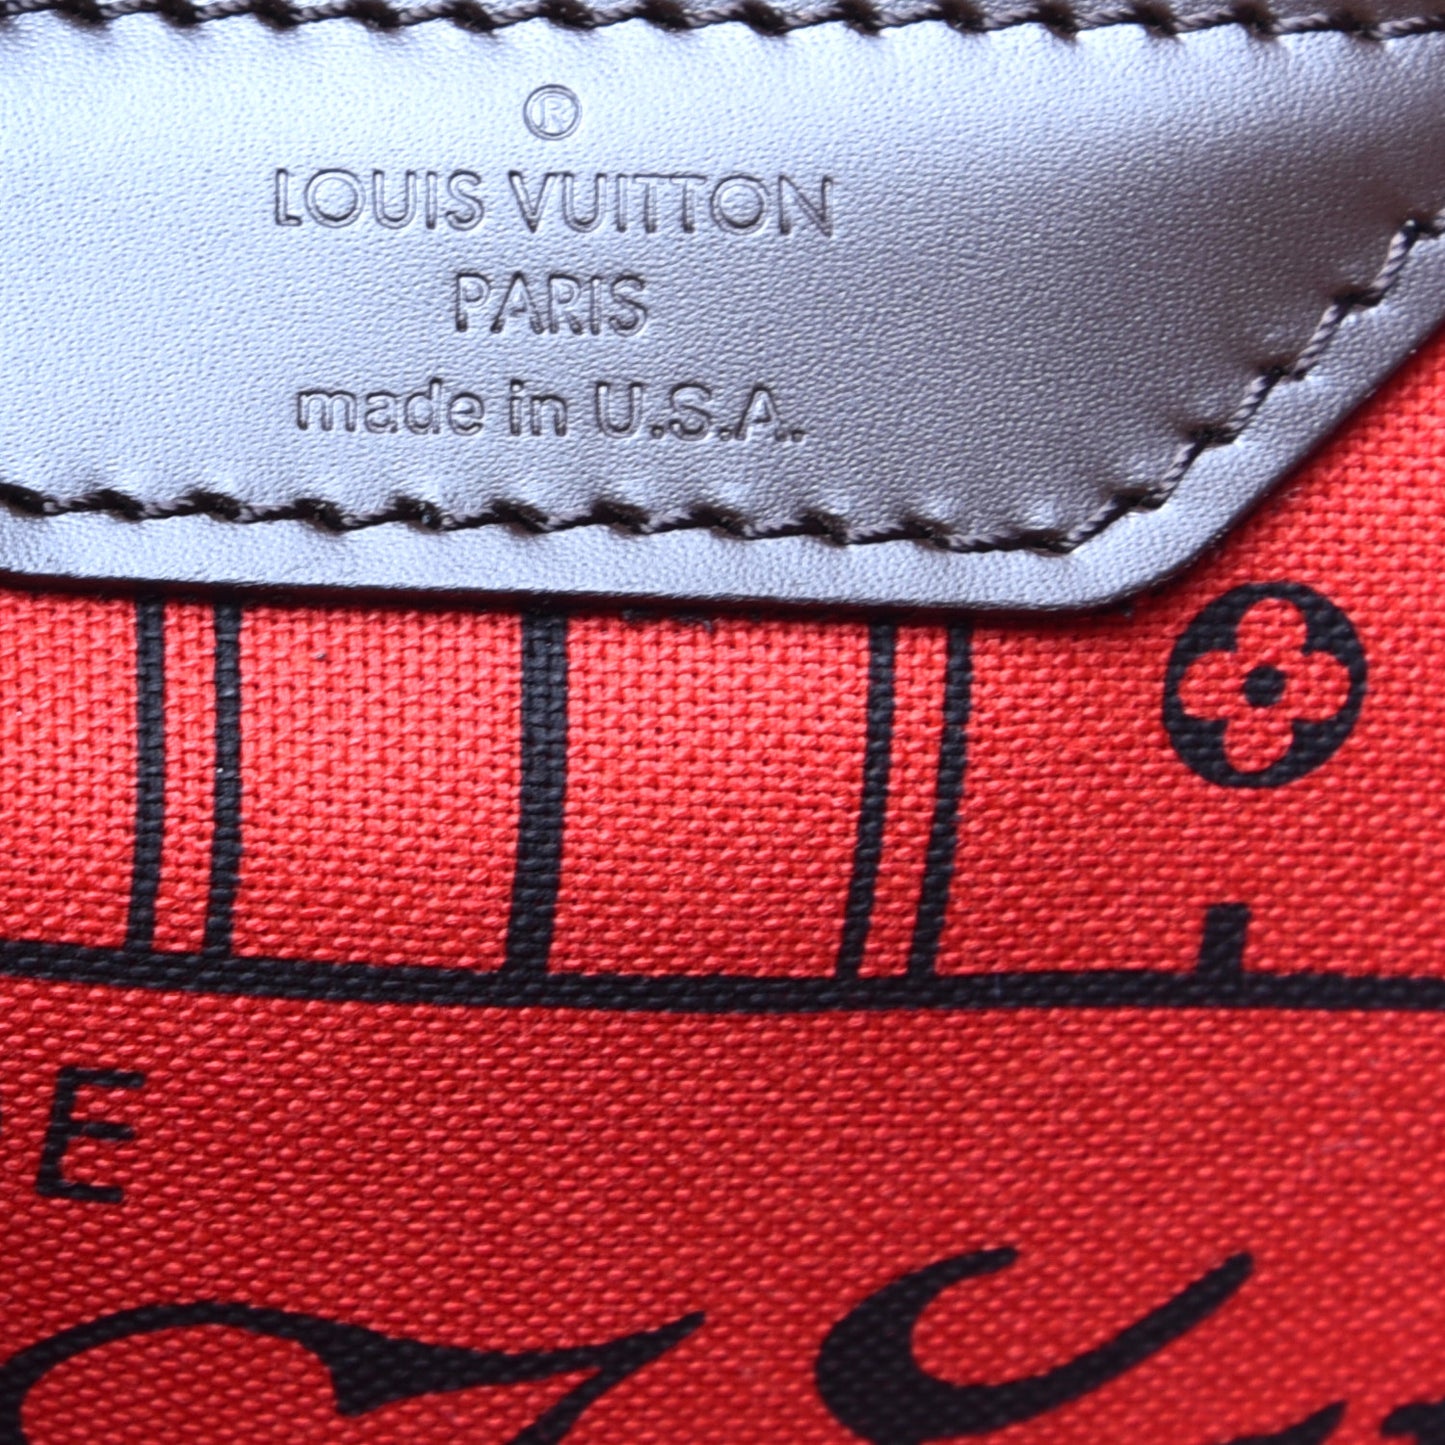 ®
LOUIS VUITTON
PARIS
made in U.S.A.
E